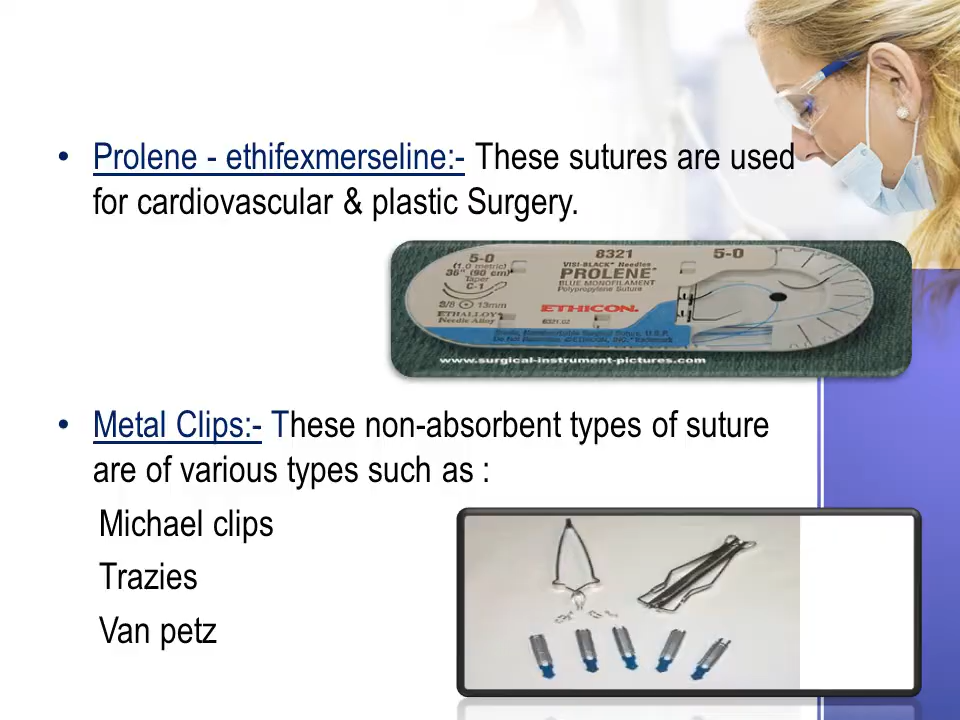 • Prolene - ethifexmerseline:- These sutures are used
for cardiovascular & plastic Surgery.
5-0
(1.0 metric)
36" (90 cm)
Taper
C-1
3/8 13mm
ETHALLOY
Needle Alloy
8321
5-0
VISI-BLACK* Needles
PROLENE*
BLUE MONOFILAMENT
Polypropylene Suture
ETHICON.
8321.02
www.surgical-instrument-pictures.com
• Metal Clips:- These non-absorbent types of suture
are of various types such as :
Michael clips
Trazies
Van petz